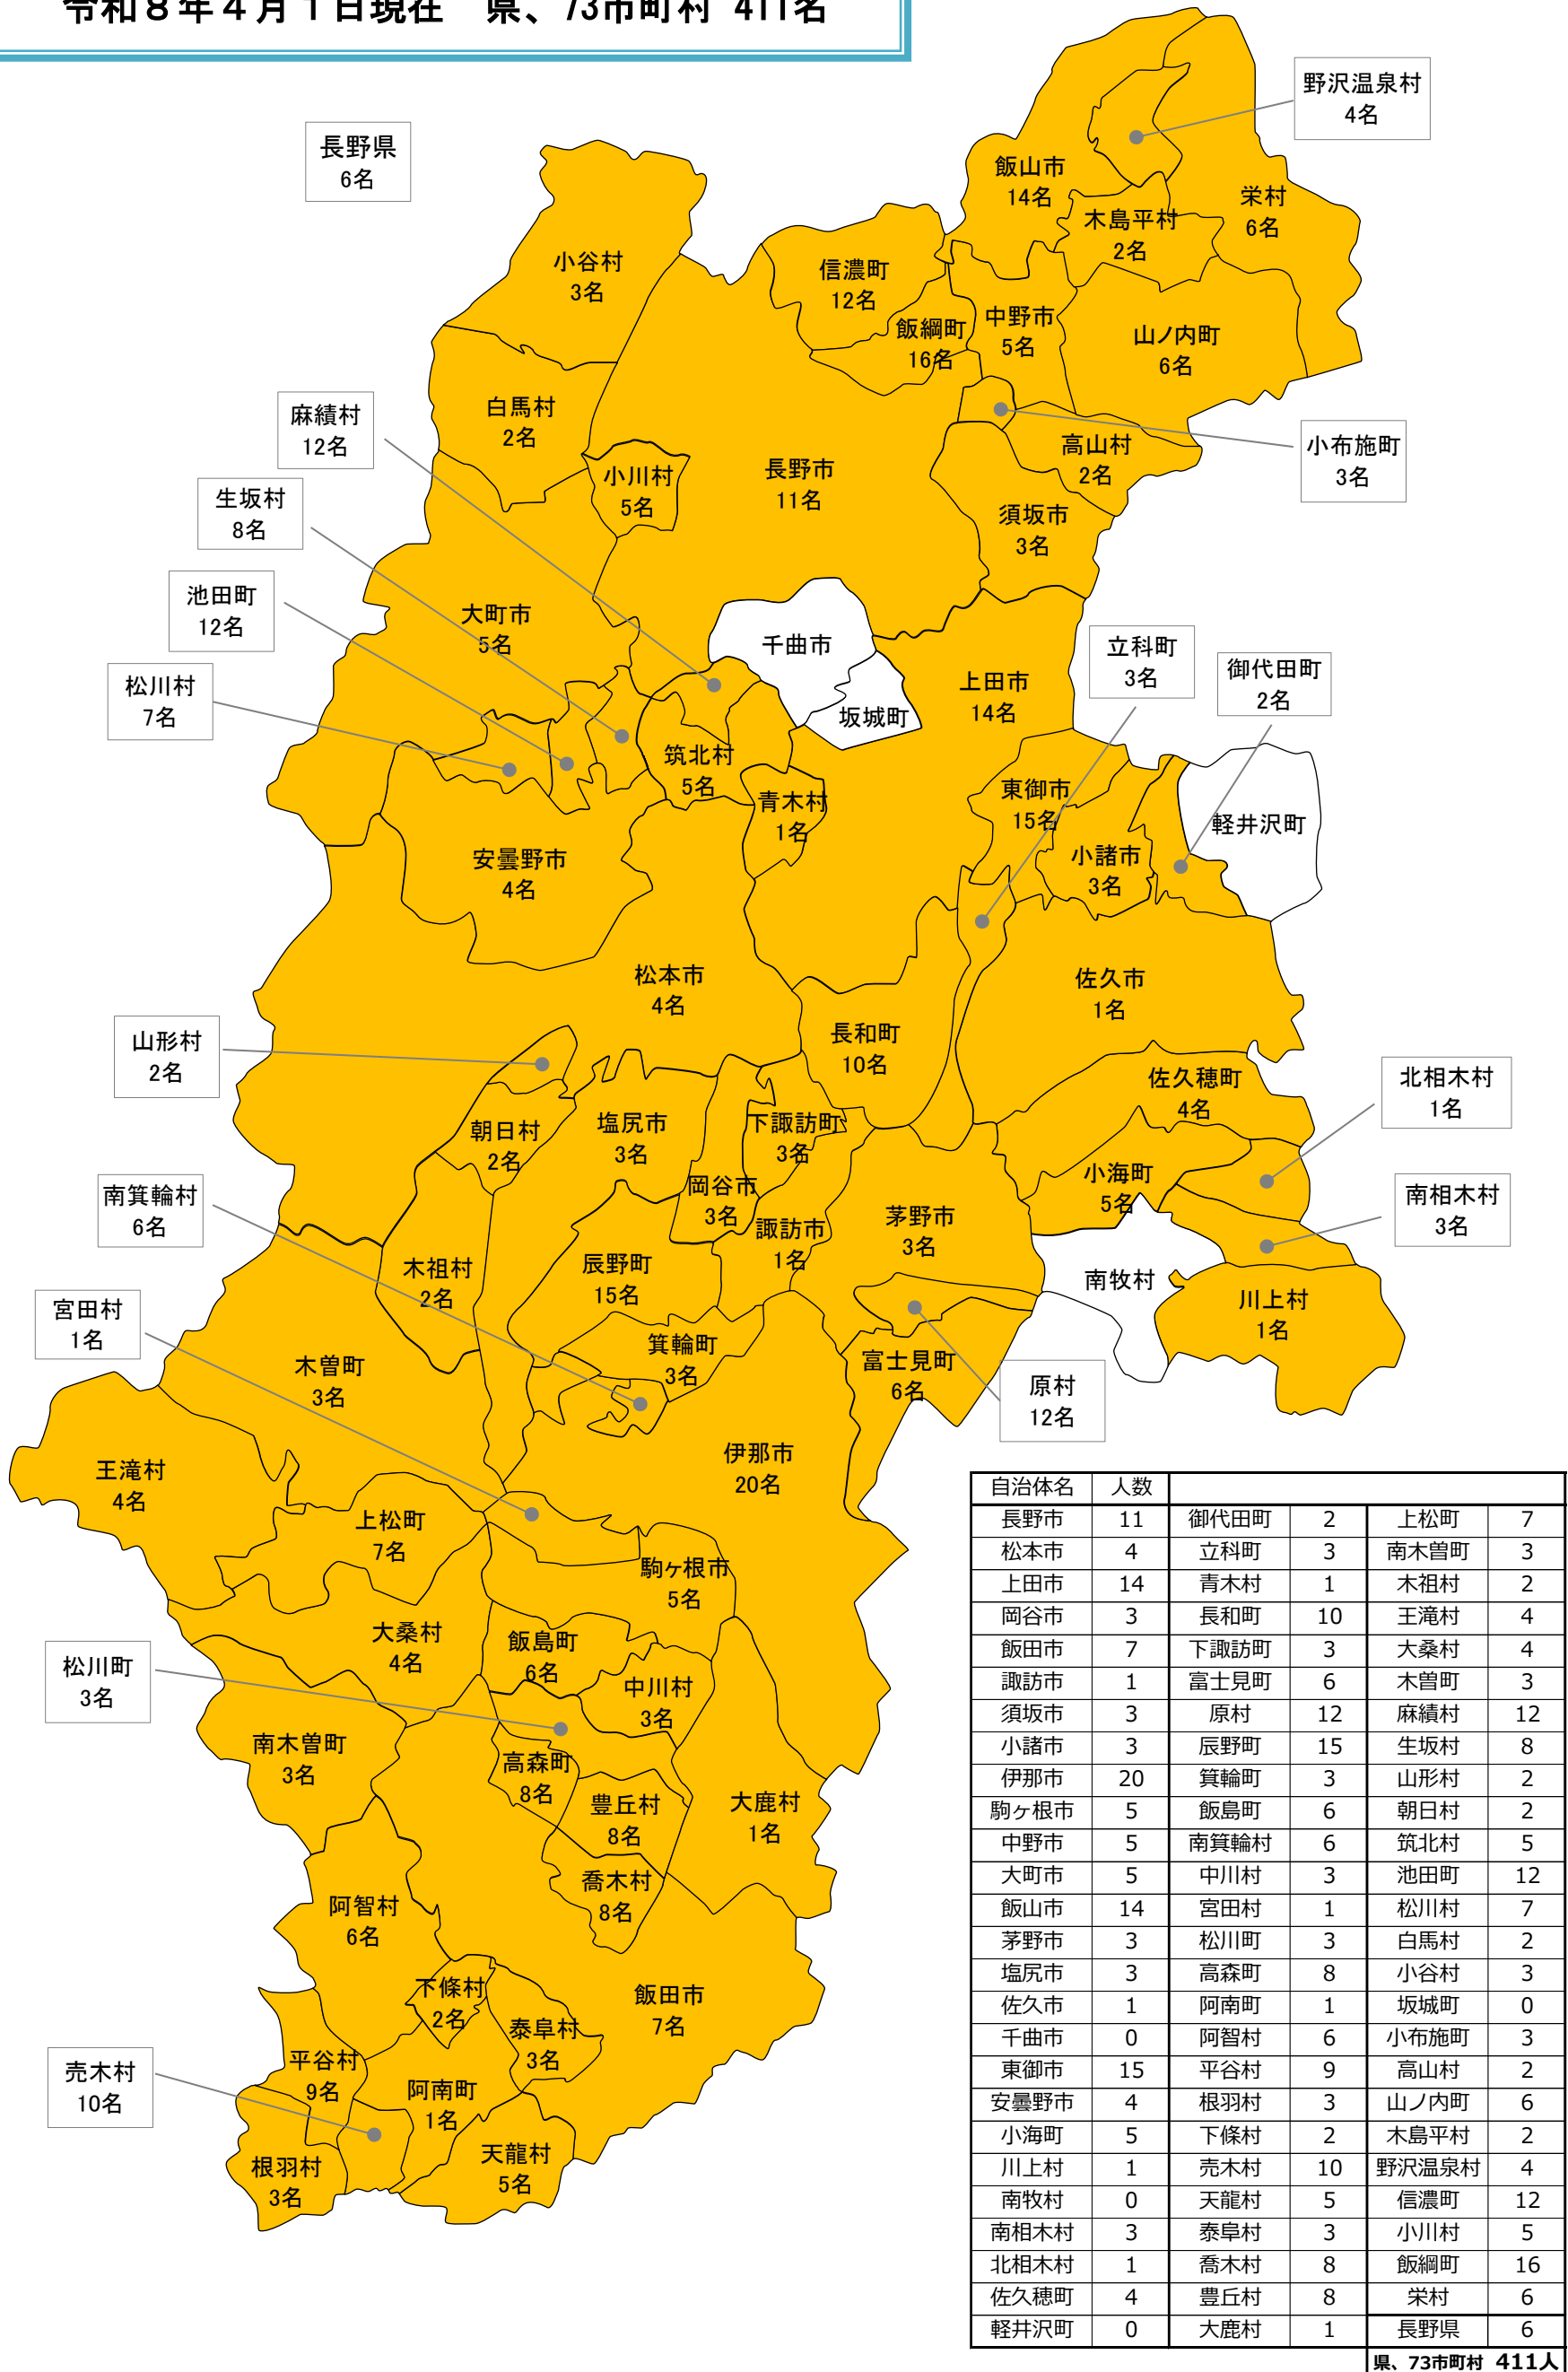 令和８年４月１日現在　県、73市町村 411名
長野県
6名
野沢温泉村
4名
飯山市
14名
栄村
6名
木島平村
2名
小谷村
3名
信濃町
12名
飯綱町
16名
中野市
5名
山ノ内町
6名
白馬村
2名
麻績村
12名
小布施町
3名
高山村
2名
小川村
5名
長野市
11名
生坂村
8名
須坂市
3名
池田町
12名
大町市
5名
千曲市
立科町
3名
御代田町
2名
松川村
7名
上田市
14名
坂城町
筑北村
5名
青木村
1名
東御市
15名
軽井沢町
安曇野市
4名
小諸市
3名
松本市
4名
佐久市
1名
長和町
10名
山形村
2名
佐久穂町
4名
北相木村
1名
朝日村
2名
塩尻市
3名
下諏訪町
3名
小海町
5名
南相木村
3名
南箕輪村
6名
岡谷市
3名
諏訪市
1名
茅野市
3名
木祖村
2名
辰野町
15名
南牧村
川上村
1名
宮田村
1名
箕輪町
3名
木曽町
3名
富士見町
6名
原村
12名
王滝村
4名
伊那市
20名
上松町
7名
駒ヶ根市
5名
大桑村
4名
飯島町
6名
松川町
3名
中川村
3名
南木曽町
3名
高森町
8名
豊丘村
8名
大鹿村
1名
喬木村
8名
阿智村
6名
下條村
2名
飯田市
7名
泰阜村
3名
平谷村
9名
売木村
10名
阿南町
1名
天龍村
5名
根羽村
3名
自治体名 人数
長野市 11 御代田町 2 上松町 7
松本市 4 立科町 3 南木曽町 3
上田市 14 青木村 1 木祖村 2
岡谷市 3 長和町 10 王滝村 4
飯田市 7 下諏訪町 3 大桑村 4
諏訪市 1 富士見町 6 木曽町 3
須坂市 3 原村 12 麻績村 12
小諸市 3 辰野町 15 生坂村 8
伊那市 20 箕輪町 3 山形村 2
駒ヶ根市 5 飯島町 6 朝日村 2
中野市 5 南箕輪村 6 筑北村 5
大町市 5 中川村 3 池田町 12
飯山市 14 宮田村 1 松川村 7
茅野市 3 松川町 3 白馬村 2
塩尻市 3 高森町 8 小谷村 3
佐久市 1 阿南町 1 坂城町 0
千曲市 0 阿智村 6 小布施町 3
東御市 15 平谷村 9 高山村 2
安曇野市 4 根羽村 3 山ノ内町 6
小海町 5 下條村 2 木島平村 2
川上村 1 売木村 10 野沢温泉村 4
南牧村 0 天龍村 5 信濃町 12
南相木村 3 泰阜村 3 小川村 5
北相木村 1 喬木村 8 飯綱町 16
佐久穂町 4 豊丘村 8 栄村 6
軽井沢町 0 大鹿村 1 長野県 6
県、73市町村 411人